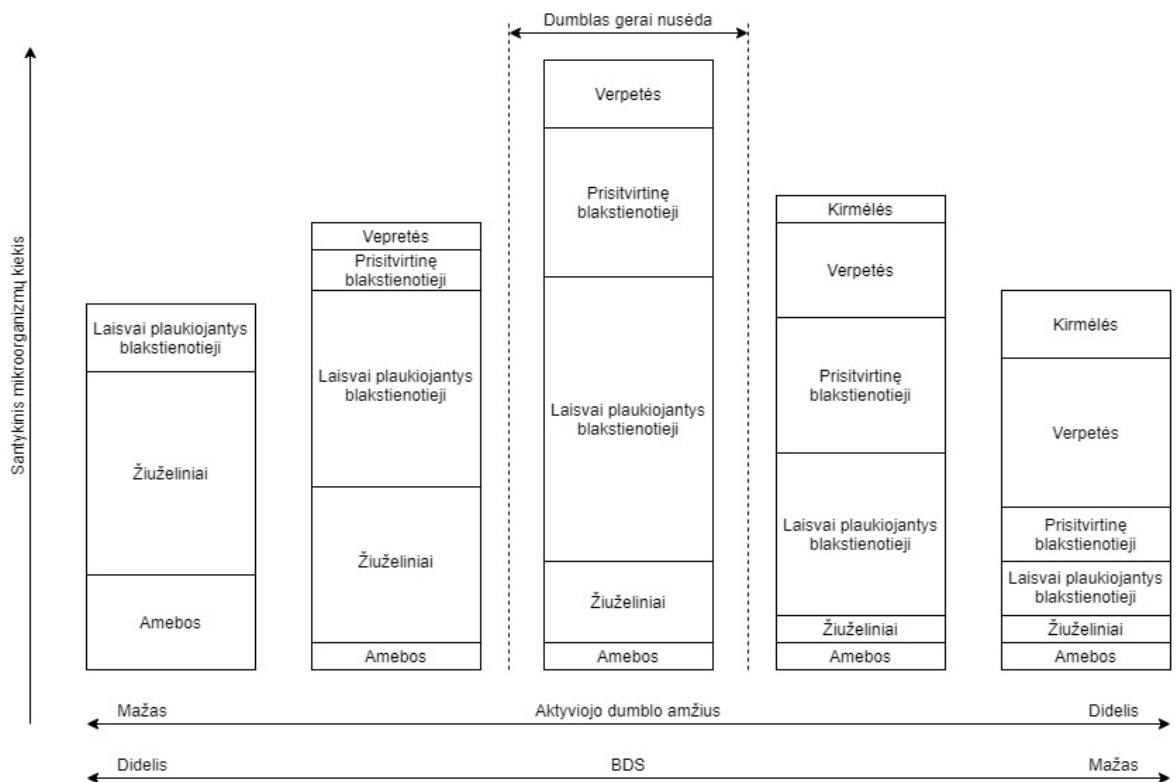 Dumblas gerai nusėda
Santykinis mikroorganizmų kiekis
Laisvai plaukiojantys
blakstienotieji
Žiuželiniai
Amebos
Vepretės
Prisitvirtinę
blakstienotieji
Laisvai plaukiojantys
blakstienotieji
Žiuželiniai
Amebos
Verpetės
Prisitvirtinę
blakstienotieji
Laisvai plaukiojantys
blakstienotieji
Žiuželiniai
Amebos
Kirmėlės
Verpetės
Prisitvirtinę
blakstienotieji
Laisvai plaukiojantys
blakstienotieji
Žiuželiniai
Amebos
Kirmėlės
Verpetės
Prisitvirtinę
blakstienotieji
Laisvai plaukiojantys
blakstienotieji
Žiuželiniai
Amebos
Mažas Aktyviojo dumblo amžius Didelis
Didelis BDS Mažas